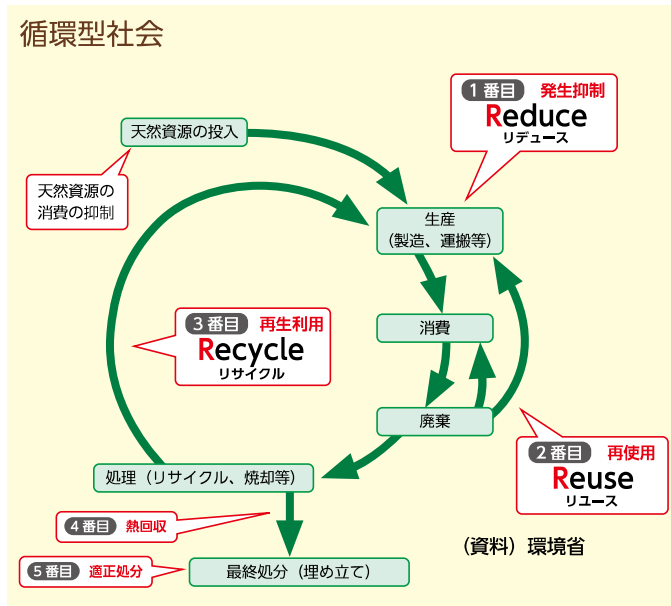 循環型社会
1番目 発生抑制
Reduce
リデュース
天然資源の投入
天然資源の
消費の抑制
生産
（製造、運搬等）
3番目 再生利用
Recycle
リサイクル
消費
廃棄
2番目 再使用
Reuse
リユース
処理（リサイクル、焼却等）
4番目 熱回収
（資料）環境省
5番目 適正処分
最終処分（埋め立て）